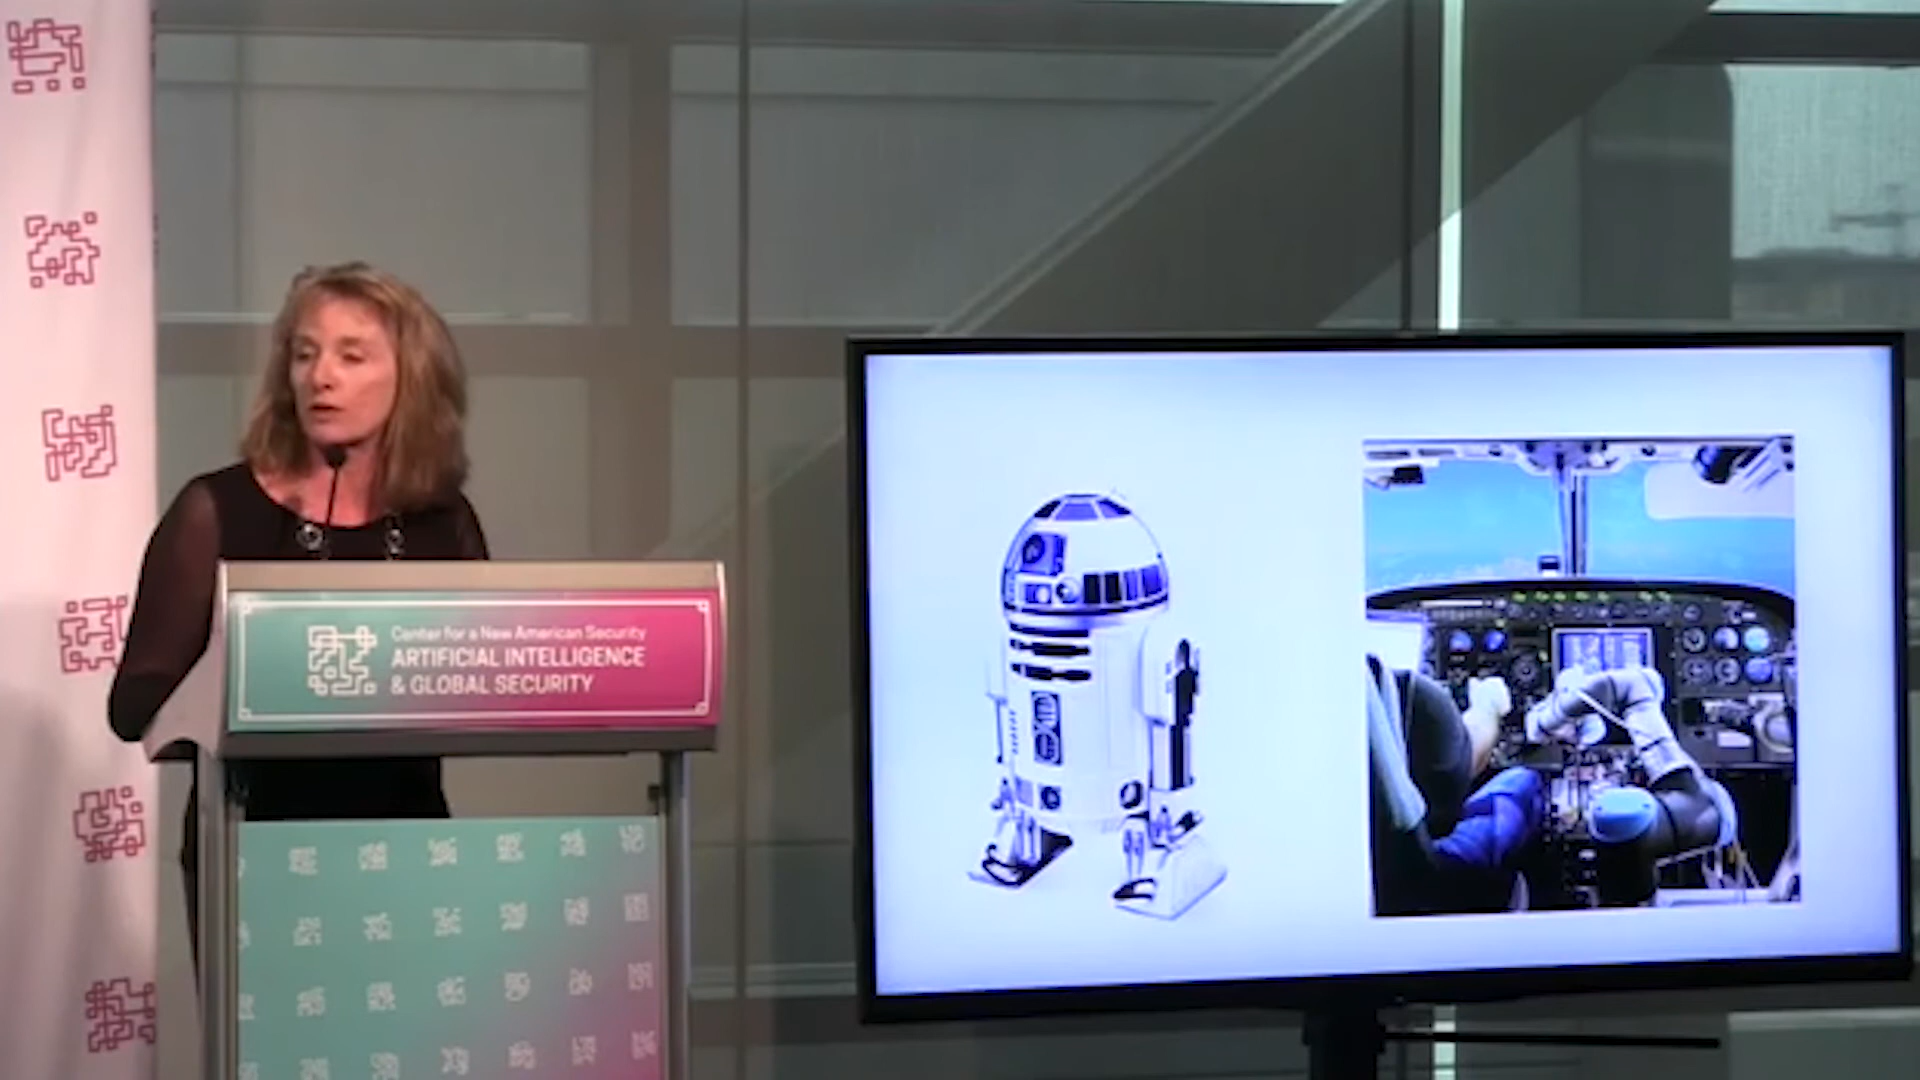 Center for a New American Security
ARTIFICIAL INTELLIGENCE
& GLOBAL SECURITY